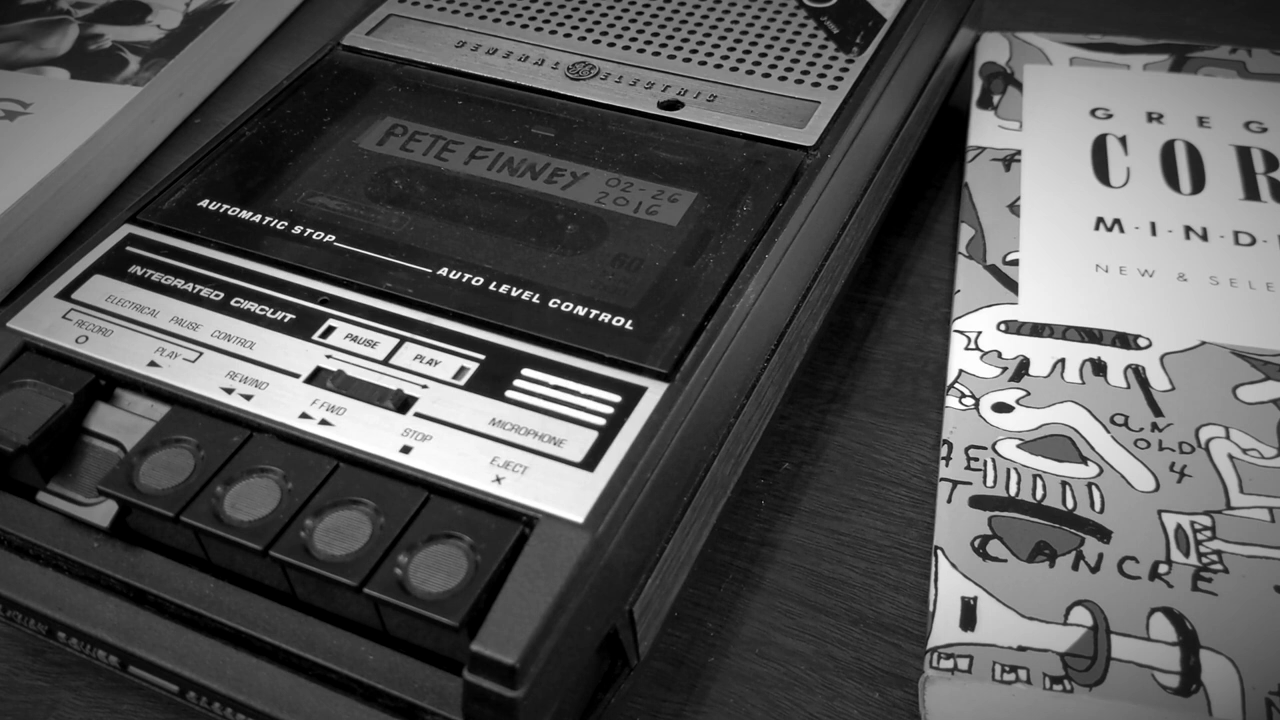 GENERAL GE ELECTRIC
PETE FINNEY 02-26
2016
60
AUTOMATIC STOP
AUTO LEVEL CONTROL
INTEGRATED CIRCUIT
ELECTRICAL PAUSE CONTROL
PAUSE PLAY
RECORD
PLAY
REWIND
F.FWD
STOP
MICROPHONE
EJECT
G
GREG
COR
M·I·N·D
NEW & SELE
AN
OLD
4
CANCRE